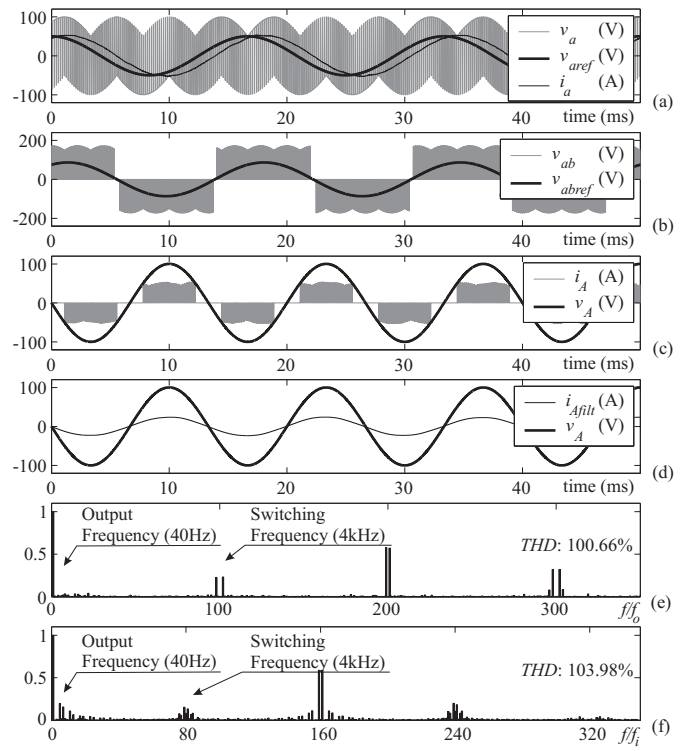 100
0
-100
v_a (V)
v_aref (V)
i_a (A)
0 10 20 30 40 time (ms) (a)
200
0
-200
v_ab (V)
v_abref (V)
0 10 20 30 40 time (ms) (b)
100
0
-100
i_A (A)
v_A (V)
0 10 20 30 40 time (ms) (c)
100
0
-100
i_Afilt (A)
v_A (V)
0 10 20 30 40 time (ms) (d)
1
0.5
0
Output
Frequency (40Hz)
Switching
Frequency (4kHz)
THD: 100.66%
100 200 300 f/f_o (e)
1
0.5
0
Output
Frequency (40Hz)
Switching
Frequency (4kHz)
THD: 103.98%
0 80 160 240 320 f/f_i (f)